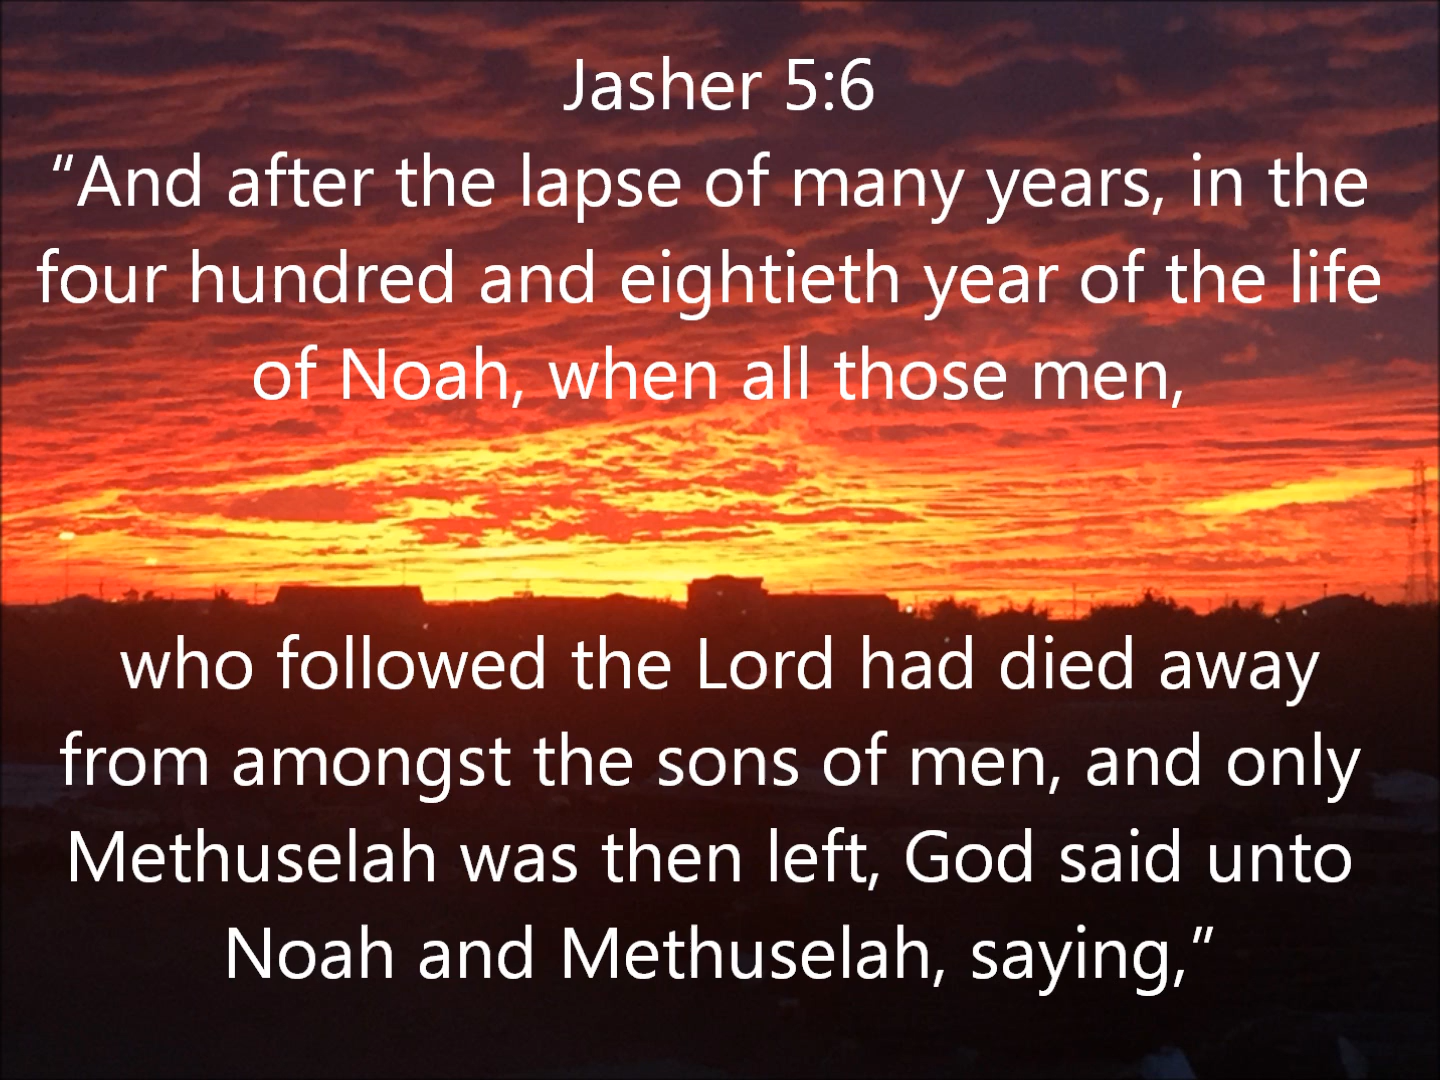 Jasher 5:6
“And after the lapse of many years, in the
four hundred and eightieth year of the life
of Noah, when all those men,
who followed the Lord had died away
from amongst the sons of men, and only
Methuselah was then left, God said unto
Noah and Methuselah, saying,”